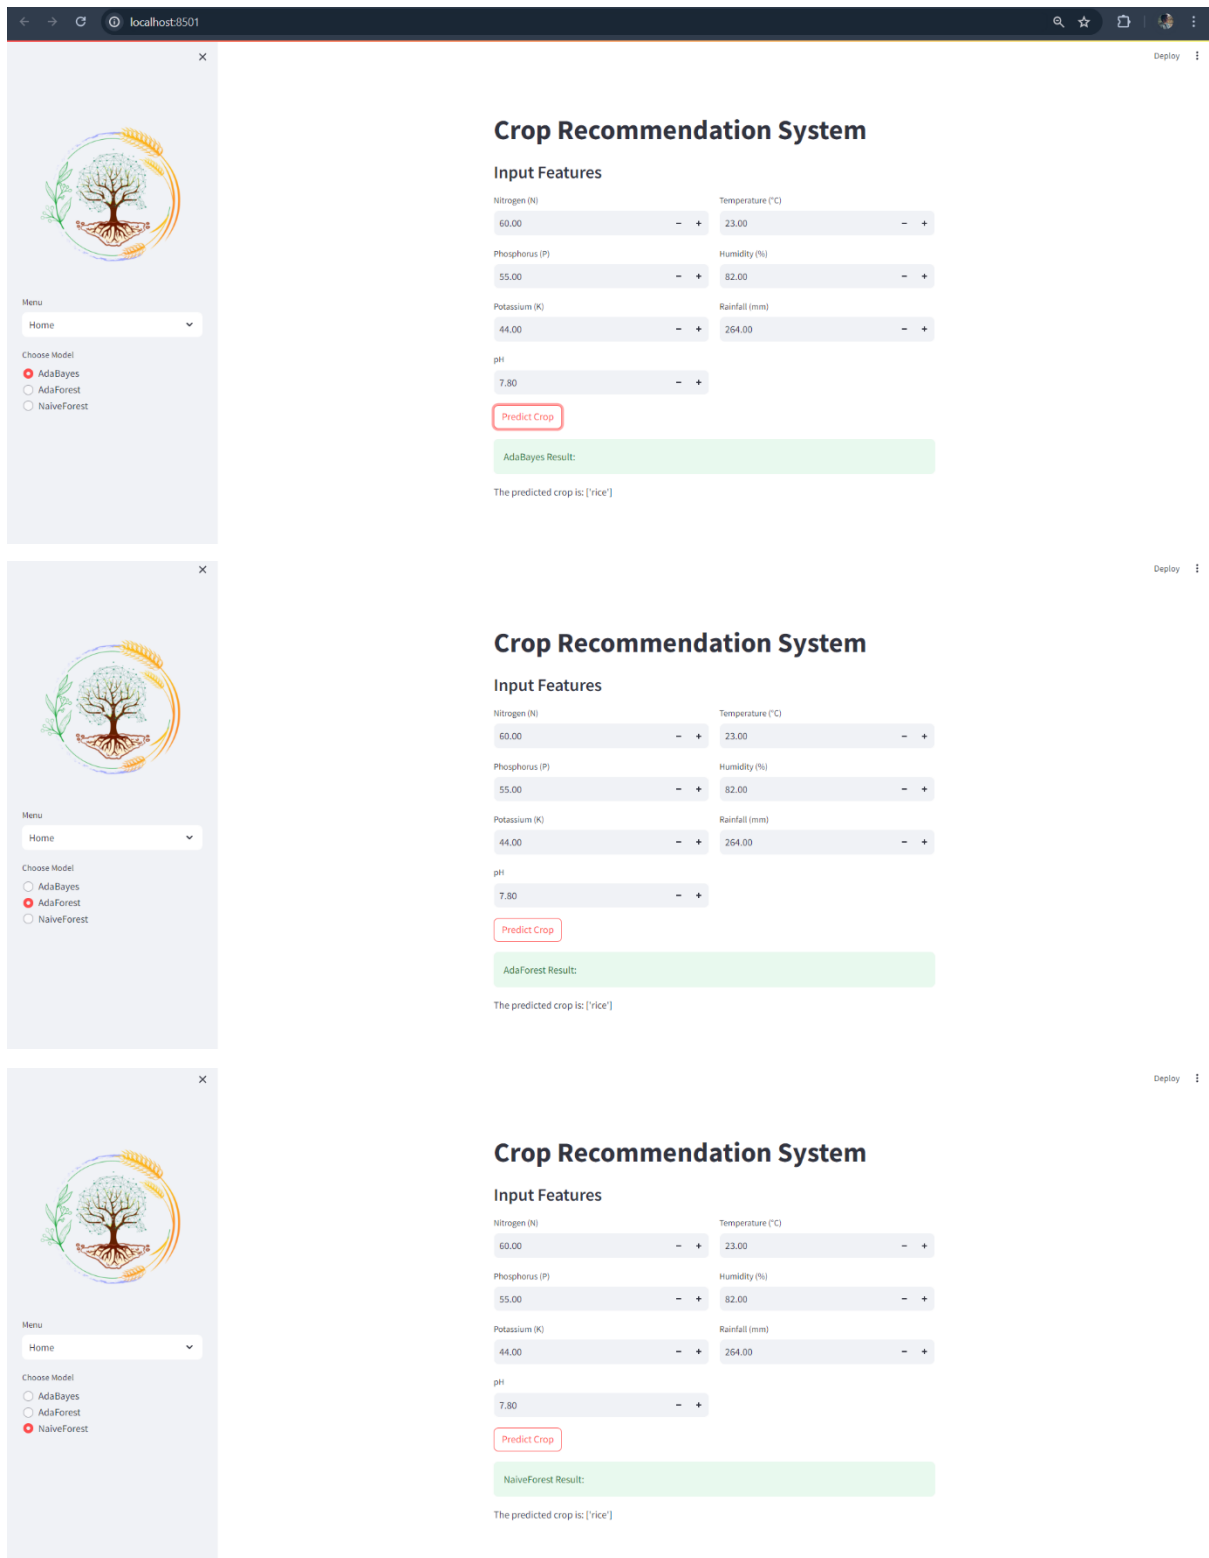 localhost:8501
Deploy
Crop Recommendation System
Input Features
Nitrogen (N) Temperature (°C)
60.00 - + 23.00 - +
Phosphorus (P) Humidity (%)
55.00 - + 82.00 - +
Menu
Potassium (K) Rainfall (mm)
Home
44.00 - + 264.00 - +
Choose Model
pH
AdaBayes
7.80 - +
AdaForest
NaiveForest
Predict Crop
AdaBayes Result:
The predicted crop is: ['rice']
Deploy
Crop Recommendation System
Input Features
Nitrogen (N) Temperature (°C)
60.00 - + 23.00 - +
Phosphorus (P) Humidity (%)
55.00 - + 82.00 - +
Menu
Potassium (K) Rainfall (mm)
Home
44.00 - + 264.00 - +
Choose Model
pH
AdaBayes
7.80 - +
AdaForest
NaiveForest
Predict Crop
AdaForest Result:
The predicted crop is: ['rice']
Deploy
Crop Recommendation System
Input Features
Nitrogen (N) Temperature (°C)
60.00 - + 23.00 - +
Phosphorus (P) Humidity (%)
55.00 - + 82.00 - +
Menu
Potassium (K) Rainfall (mm)
Home
44.00 - + 264.00 - +
Choose Model
pH
AdaBayes
7.80 - +
AdaForest
NaiveForest
Predict Crop
NaiveForest Result:
The predicted crop is: ['rice']